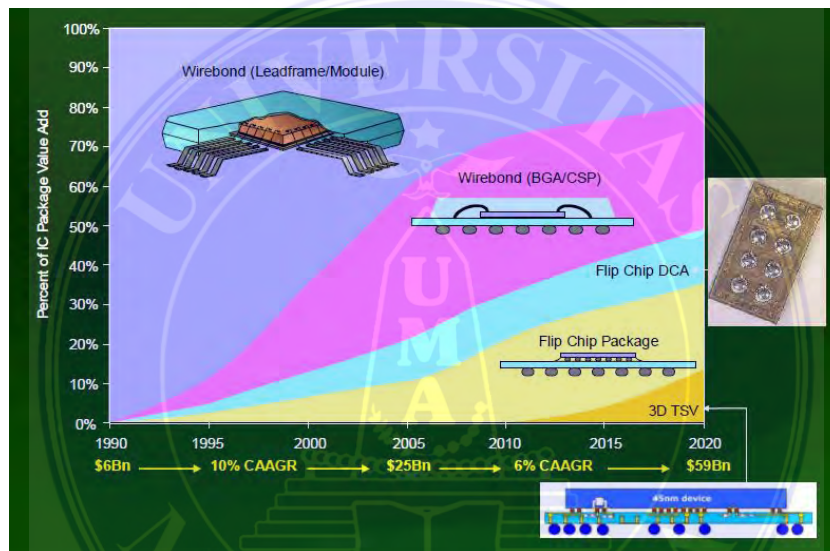 100%
90%
80%
70%
60%
50%
40%
30%
20%
10%
0%
Percent of IC Package Value Add
Wirebond (Leadframe/Module)
Wirebond (BGA/CSP)
Flip Chip DCA
Flip Chip Package
3D TSV
1990 1995 2000 2005 2010 2015 2020
$6Bn 10% CAAGR $25Bn 6% CAAGR $59Bn
45nm device
UNIVERSITAS
UMA